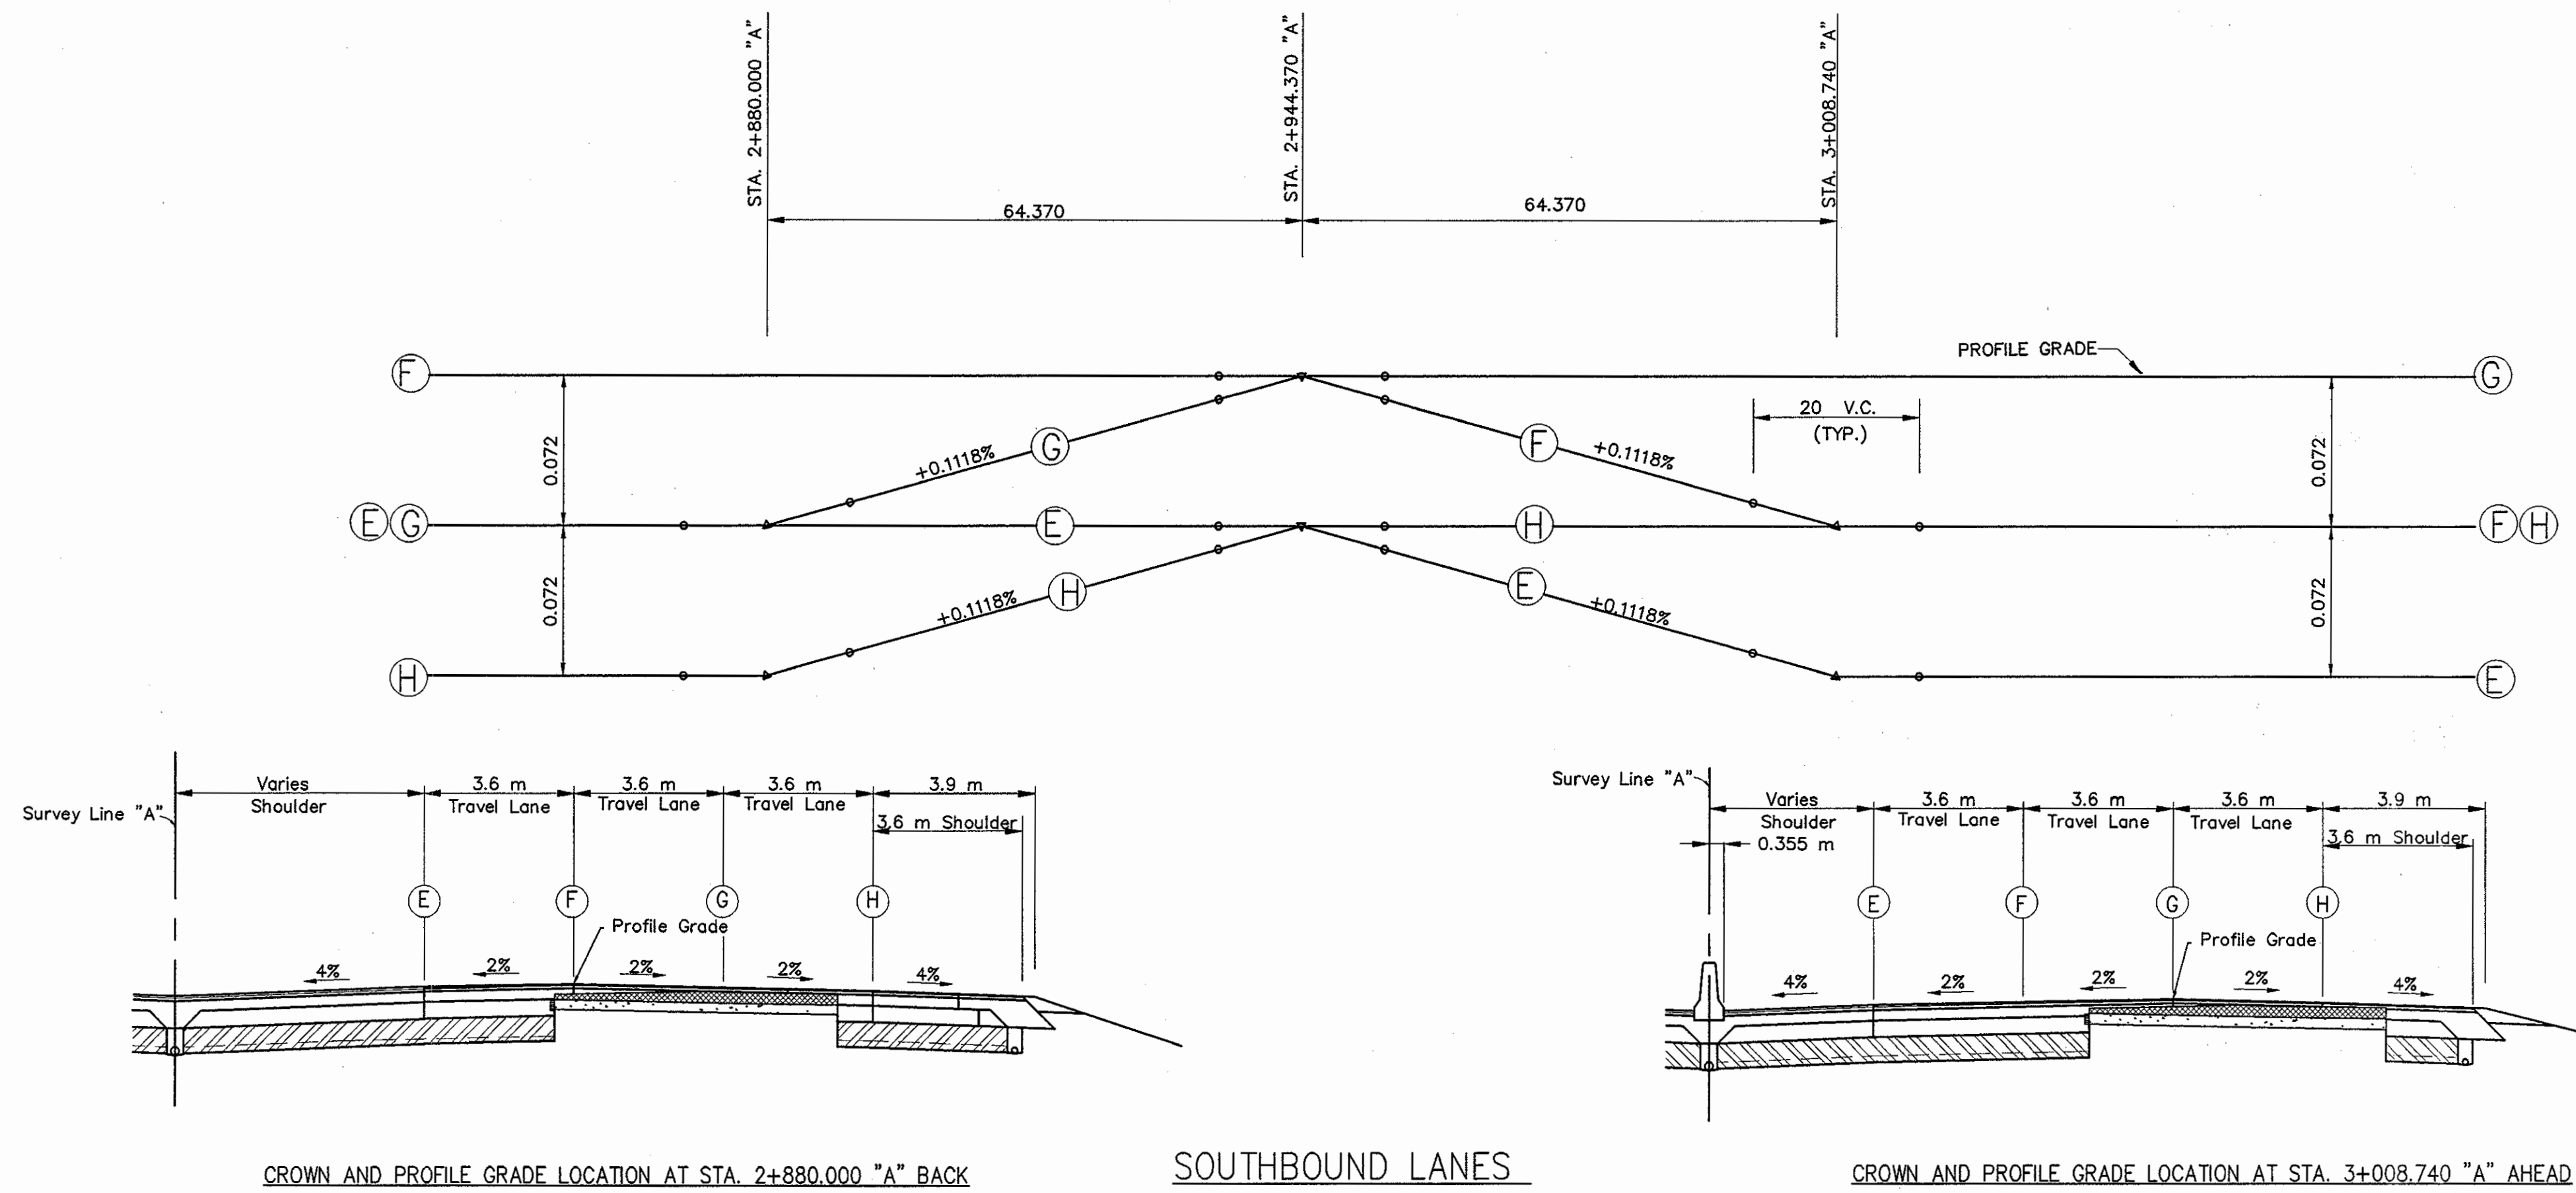 STA. 2+880.000 "A"
STA. 2+944.370 "A"
STA. 3+008.740 "A"
64.370
64.370
PROFILE GRADE
F
G
20 V.C.
(TYP.)
0.072
+0.1118%
G
F
+0.1118%
0.072
E G
E
H
F H
0.072
+0.1118%
H
E
+0.1118%
0.072
H
E
Survey Line "A"
Varies
Shoulder
3.6 m
Travel Lane
3.6 m
Travel Lane
3.6 m
Travel Lane
3.9 m
3.6 m Shoulder
E
F
G
H
Profile Grade
4%
2%
2%
2%
4%
CROWN AND PROFILE GRADE LOCATION AT STA. 2+880.000 "A" BACK
SOUTHBOUND LANES
Survey Line "A"
Varies
Shoulder
0.355 m
3.6 m
Travel Lane
3.6 m
Travel Lane
3.6 m
Travel Lane
3.9 m
3.6 m Shoulder
E
F
G
H
Profile Grade
4%
2%
2%
2%
4%
CROWN AND PROFILE GRADE LOCATION AT STA. 3+008.740 "A" AHEAD